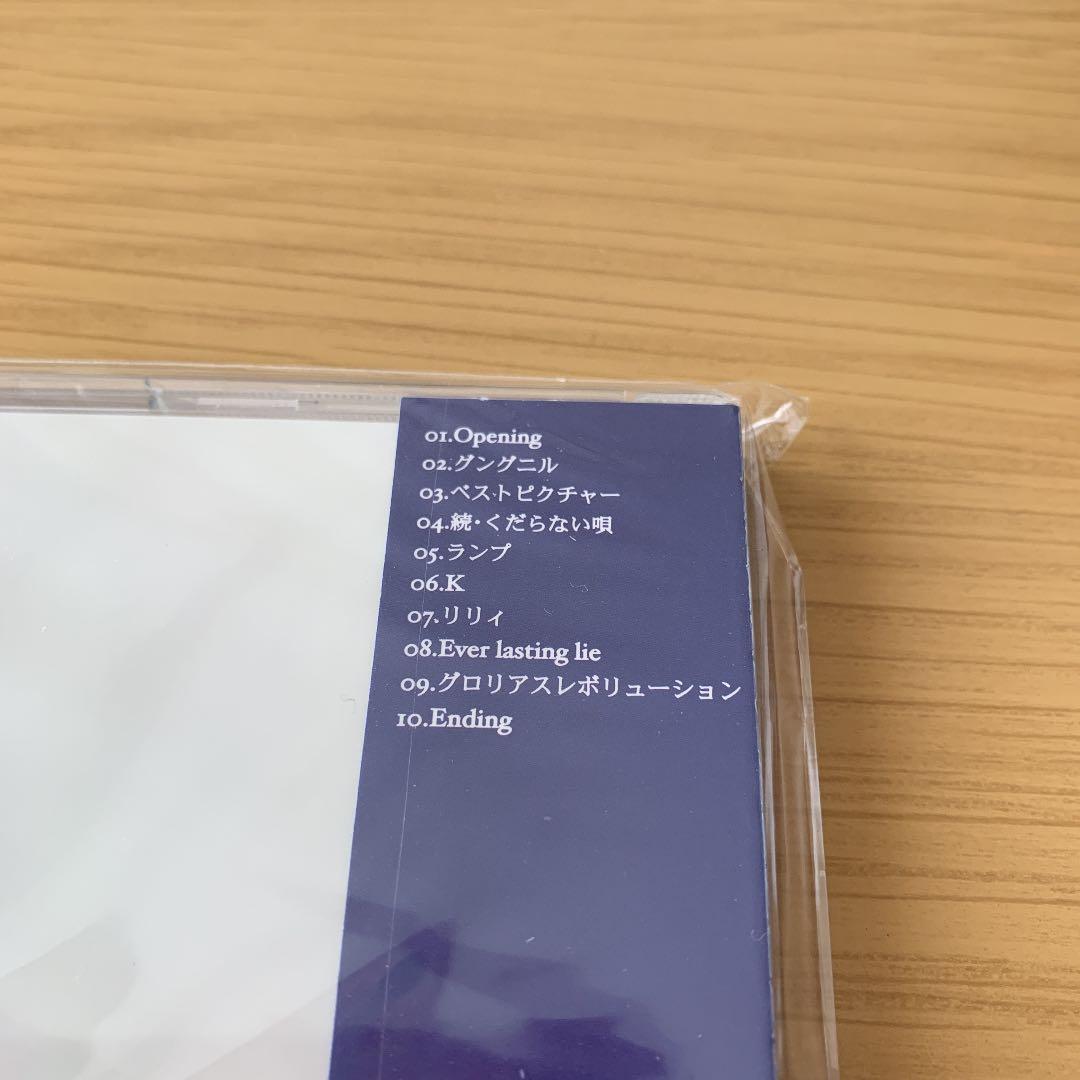 01.Opening
02.グングニル
03.ベストピクチャー
04.続・くだらない唄
05.ランプ
06.K
07.リリィ
08.Ever lasting lie
09.グロリアスレボリューション
10.Ending